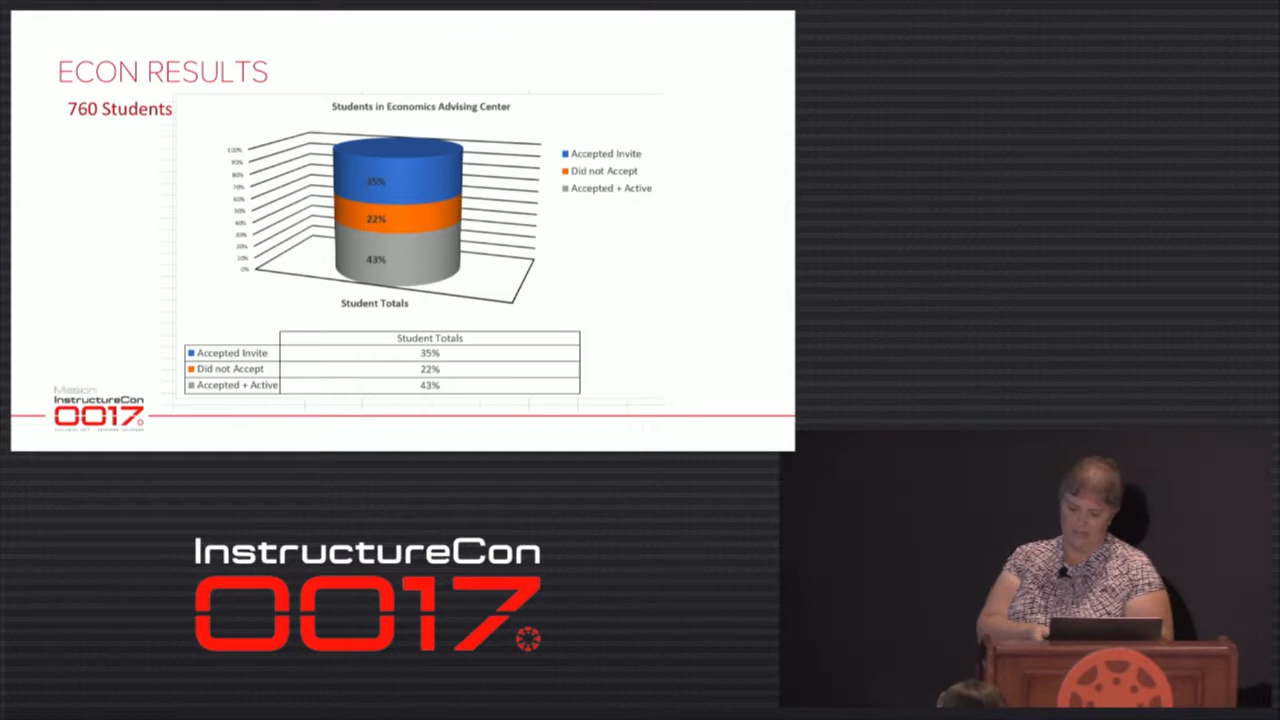 ECON RESULTS
760 Students
Students in Economics Advising Center
100%
90%
80%
70%
60%
50%
40%
30%
20%
10%
0%
35%
22%
43%
Accepted Invite
Did not Accept
Accepted + Active
Student Totals
Student Totals
Accepted Invite 35%
Did not Accept 22%
Accepted + Active 43%
Mission
InstructureCon
0017
InstructureCon
0017